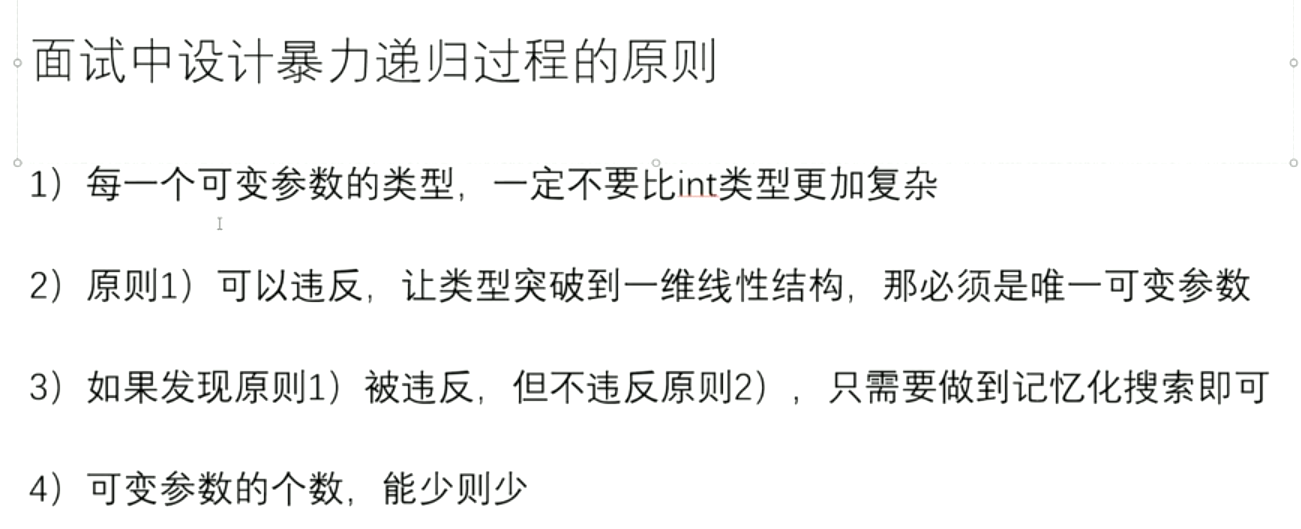 面试中设计暴力递归过程的原则
1）每一个可变参数的类型，一定不要比int类型更加复杂
2）原则1）可以违反，让类型突破到一维线性结构，那必须是唯一可变参数
3）如果发现原则1）被违反，但不违反原则2），只需要做到记忆化搜索即可
4）可变参数的个数，能少则少